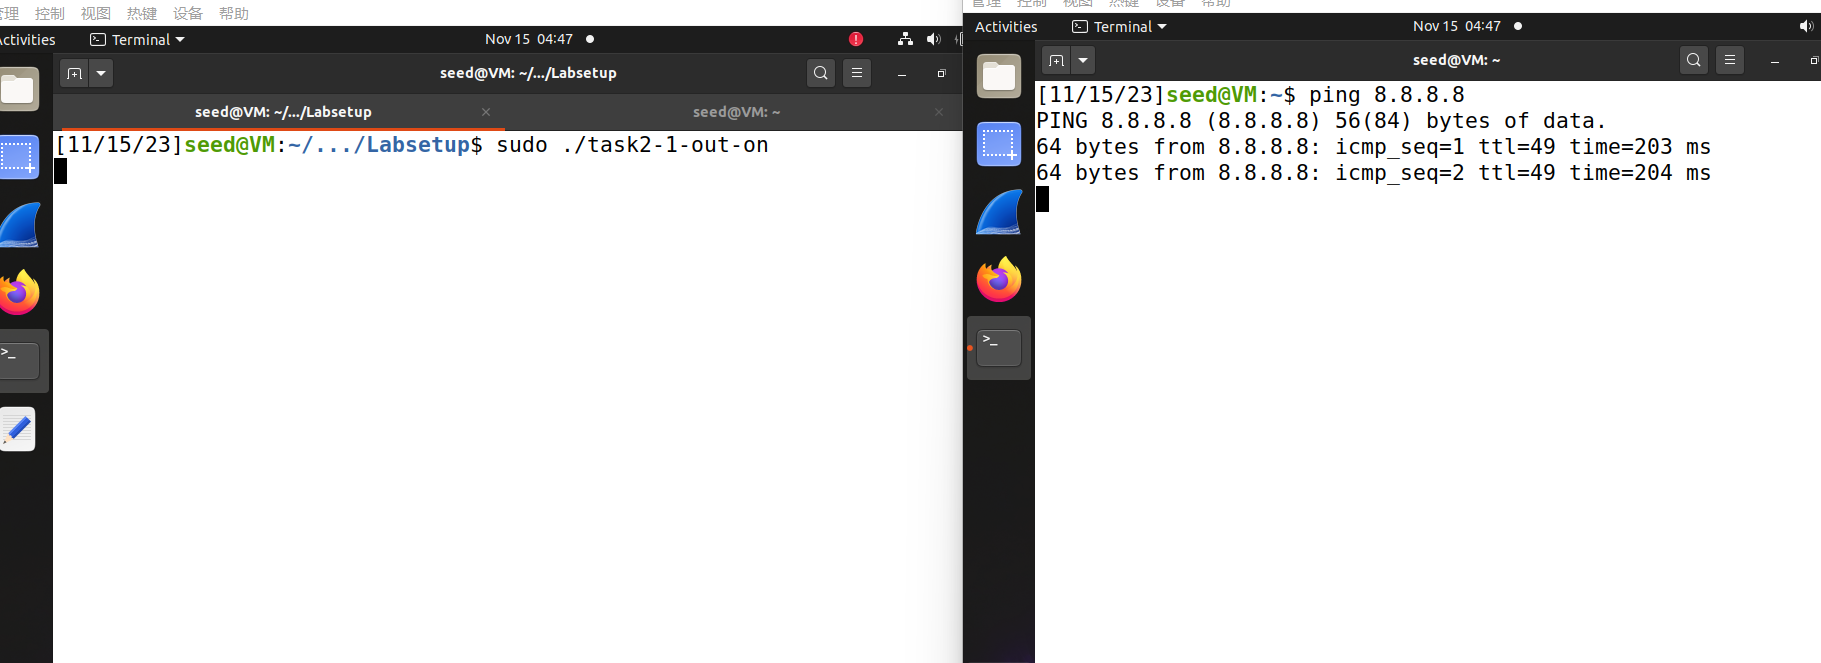 管理 控制 视图 热键 设备 帮助
Activities Terminal Nov 15 04:47
seed@VM: ~/.../Labsetup
seed@VM: ~/.../Labsetup × seed@VM: ~ ×
[11/15/23]seed@VM:~/.../Labsetup$ sudo ./task2-1-out-on
管理 控制 视图 热键 设备 帮助
Activities Terminal Nov 15 04:47
seed@VM: ~
[11/15/23]seed@VM:~$ ping 8.8.8.8
PING 8.8.8.8 (8.8.8.8) 56(84) bytes of data.
64 bytes from 8.8.8.8: icmp_seq=1 ttl=49 time=203 ms
64 bytes from 8.8.8.8: icmp_seq=2 ttl=49 time=204 ms